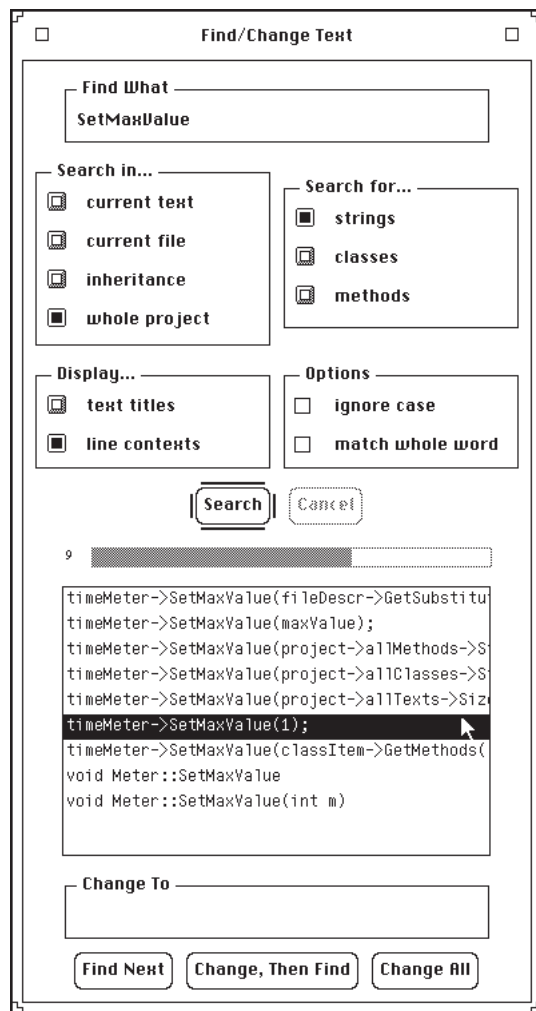 Find/Change Text
Find What
SetMaxValue
Search in...
current text
current file
inheritance
whole project
Search for...
strings
classes
methods
Display...
text titles
line contexts
Options
ignore case
match whole word
Search
Cancel
9
timeMeter->SetMaxValue(fileDescr->GetSubstitut
timeMeter->SetMaxValue(maxValue);
timeMeter->SetMaxValue(project->allMethods->S
timeMeter->SetMaxValue(project->allClasses->S
timeMeter->SetMaxValue(project->allTexts->Size
timeMeter->SetMaxValue(1);
timeMeter->SetMaxValue(classItem->GetMethods(
void Meter::SetMaxValue
void Meter::SetMaxValue(int m)
Change To
Find Next
Change, Then Find
Change All